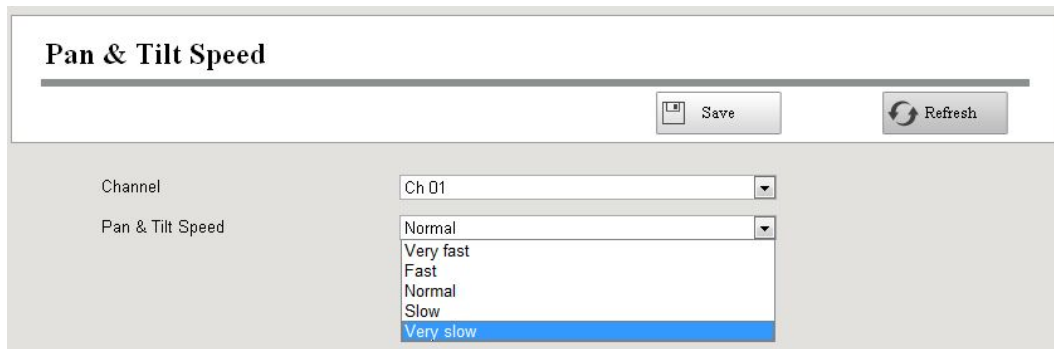 Pan & Tilt Speed
Save Refresh
Channel Ch 01
Pan & Tilt Speed Normal
Very fast
Fast
Normal
Slow
Very slow